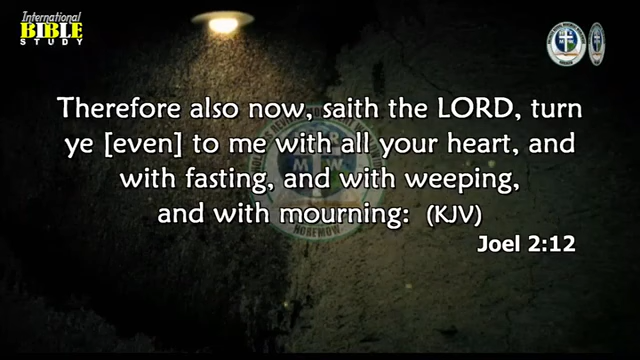 International
BIBLE
STUDY
Therefore also now, saith the LORD, turn
ye [even] to me with all your heart, and
with fasting, and with weeping,
and with mourning: (KJV)
Joel 2:12
M W
HOREMOW